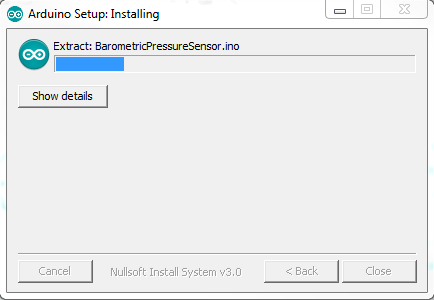 Arduino Setup: Installing
Extract: BarometricPressureSensor.ino
Show details
Cancel
Nullsoft Install System v3.0
< Back
Close